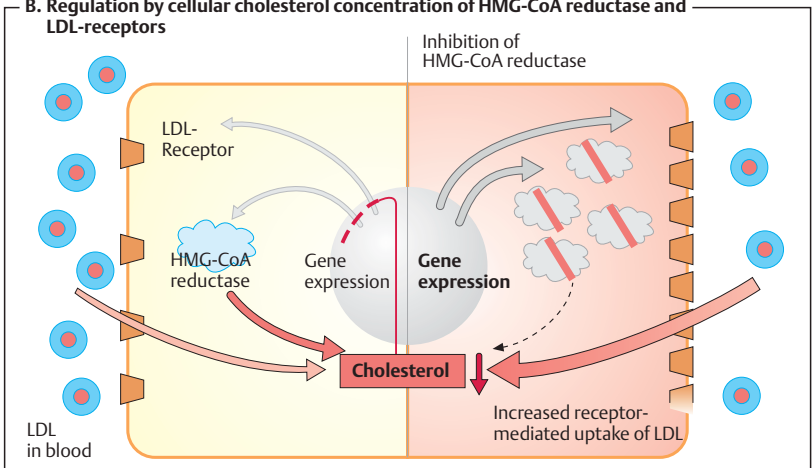 B. Regulation by cellular cholesterol concentration of HMG-CoA reductase and
LDL-receptors
Inhibition of
HMG-CoA reductase
LDL-
Receptor
HMG-CoA
reductase
Gene
expression
Gene
expression
Cholesterol
Increased receptor-
mediated uptake of LDL
LDL
in blood